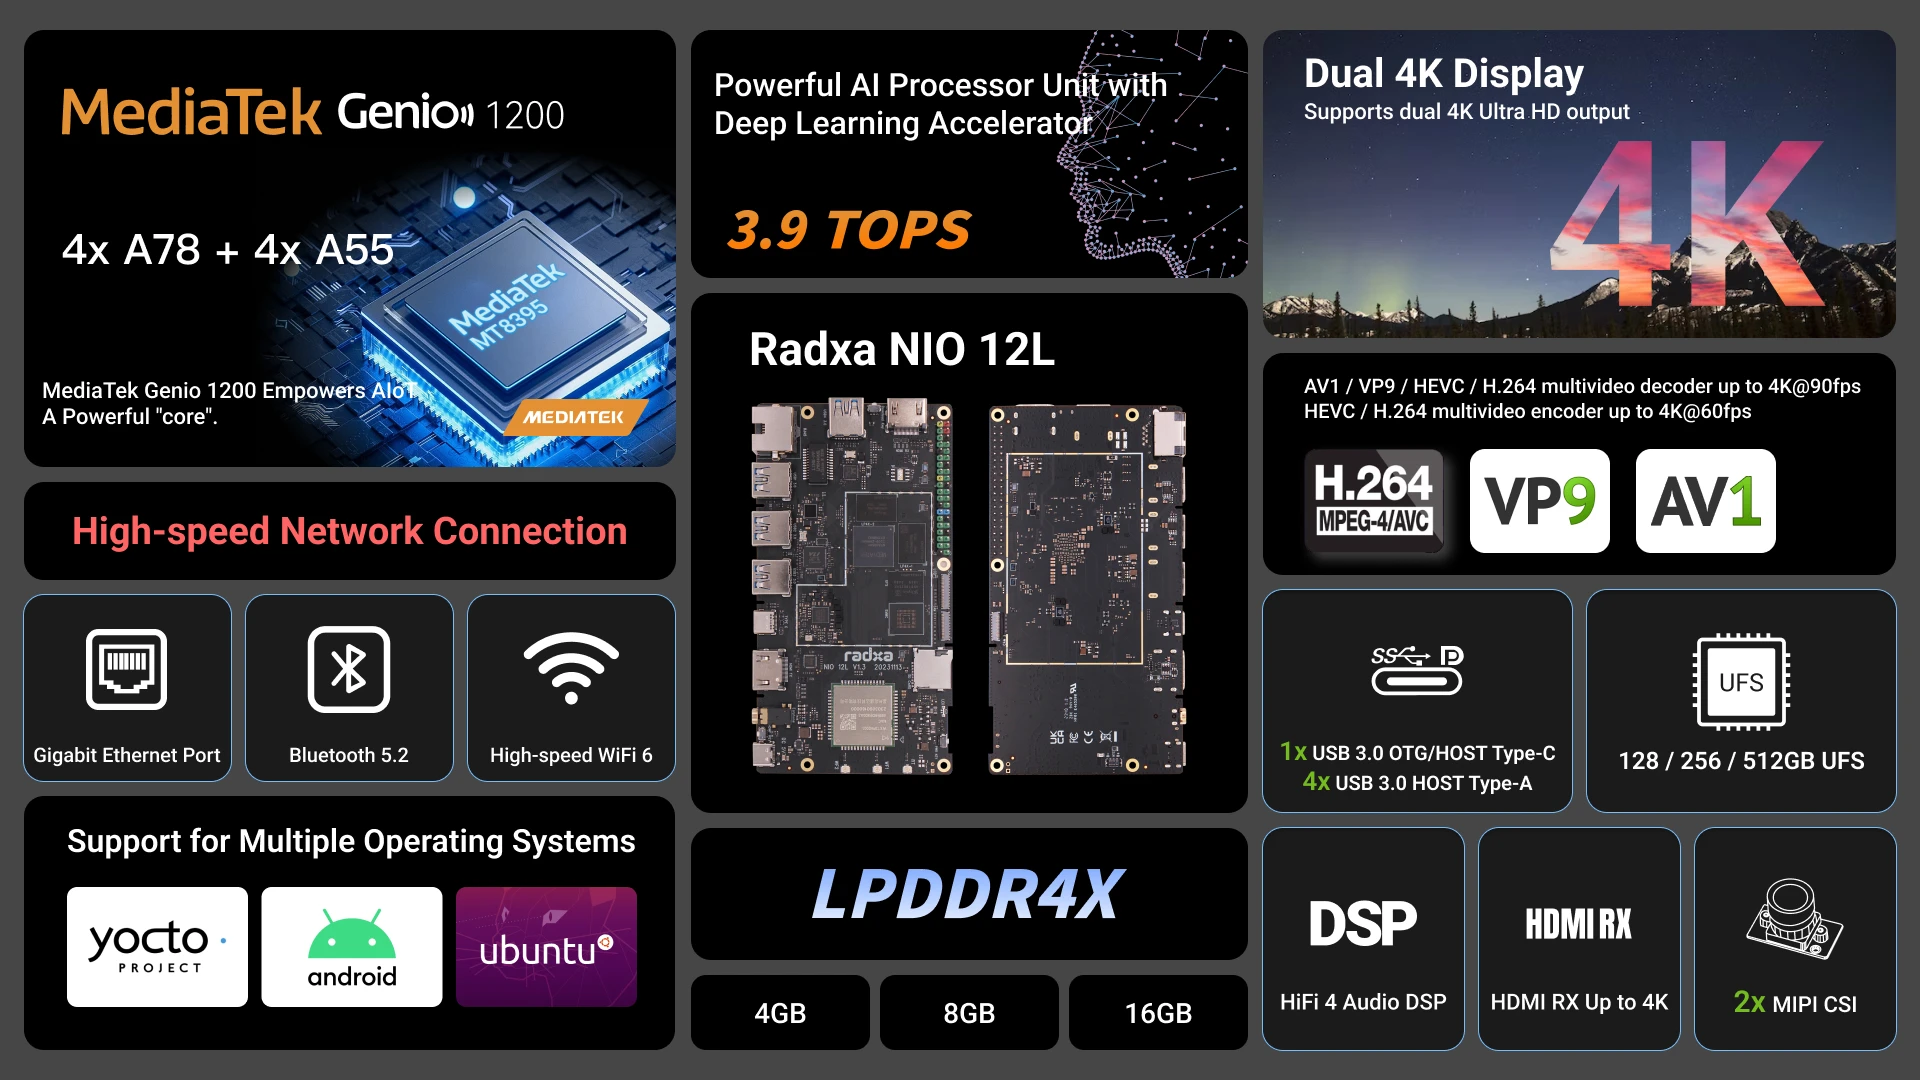 MediaTek Genio 1200
4x A78 + 4x A55
MediaTek
MT8395
MediaTek Genio 1200 Empowers AIoT
A Powerful "core".
MEDIATEK
High-speed Network Connection
Gigabit Ethernet Port
Bluetooth 5.2
High-speed WiFi 6
Support for Multiple Operating Systems
yocto
PROJECT
android
ubuntu
Powerful AI Processor Unit with
Deep Learning Accelerator
3.9 TOPS
Radxa NIO 12L
radxa
NIO 12L V1.3 20231113
LPDDR4X
4GB
8GB
16GB
Dual 4K Display
Supports dual 4K Ultra HD output
4K
AV1 / VP9 / HEVC / H.264 multivideo decoder up to 4K@90fps
HEVC / H.264 multivideo encoder up to 4K@60fps
H.264
MPEG-4/AVC
VP9
AV1
SS
1x USB 3.0 OTG/HOST Type-C
4x USB 3.0 HOST Type-A
UFS
128 / 256 / 512GB UFS
DSP
HiFi 4 Audio DSP
HDMI RX
HDMI RX Up to 4K
2x MIPI CSI